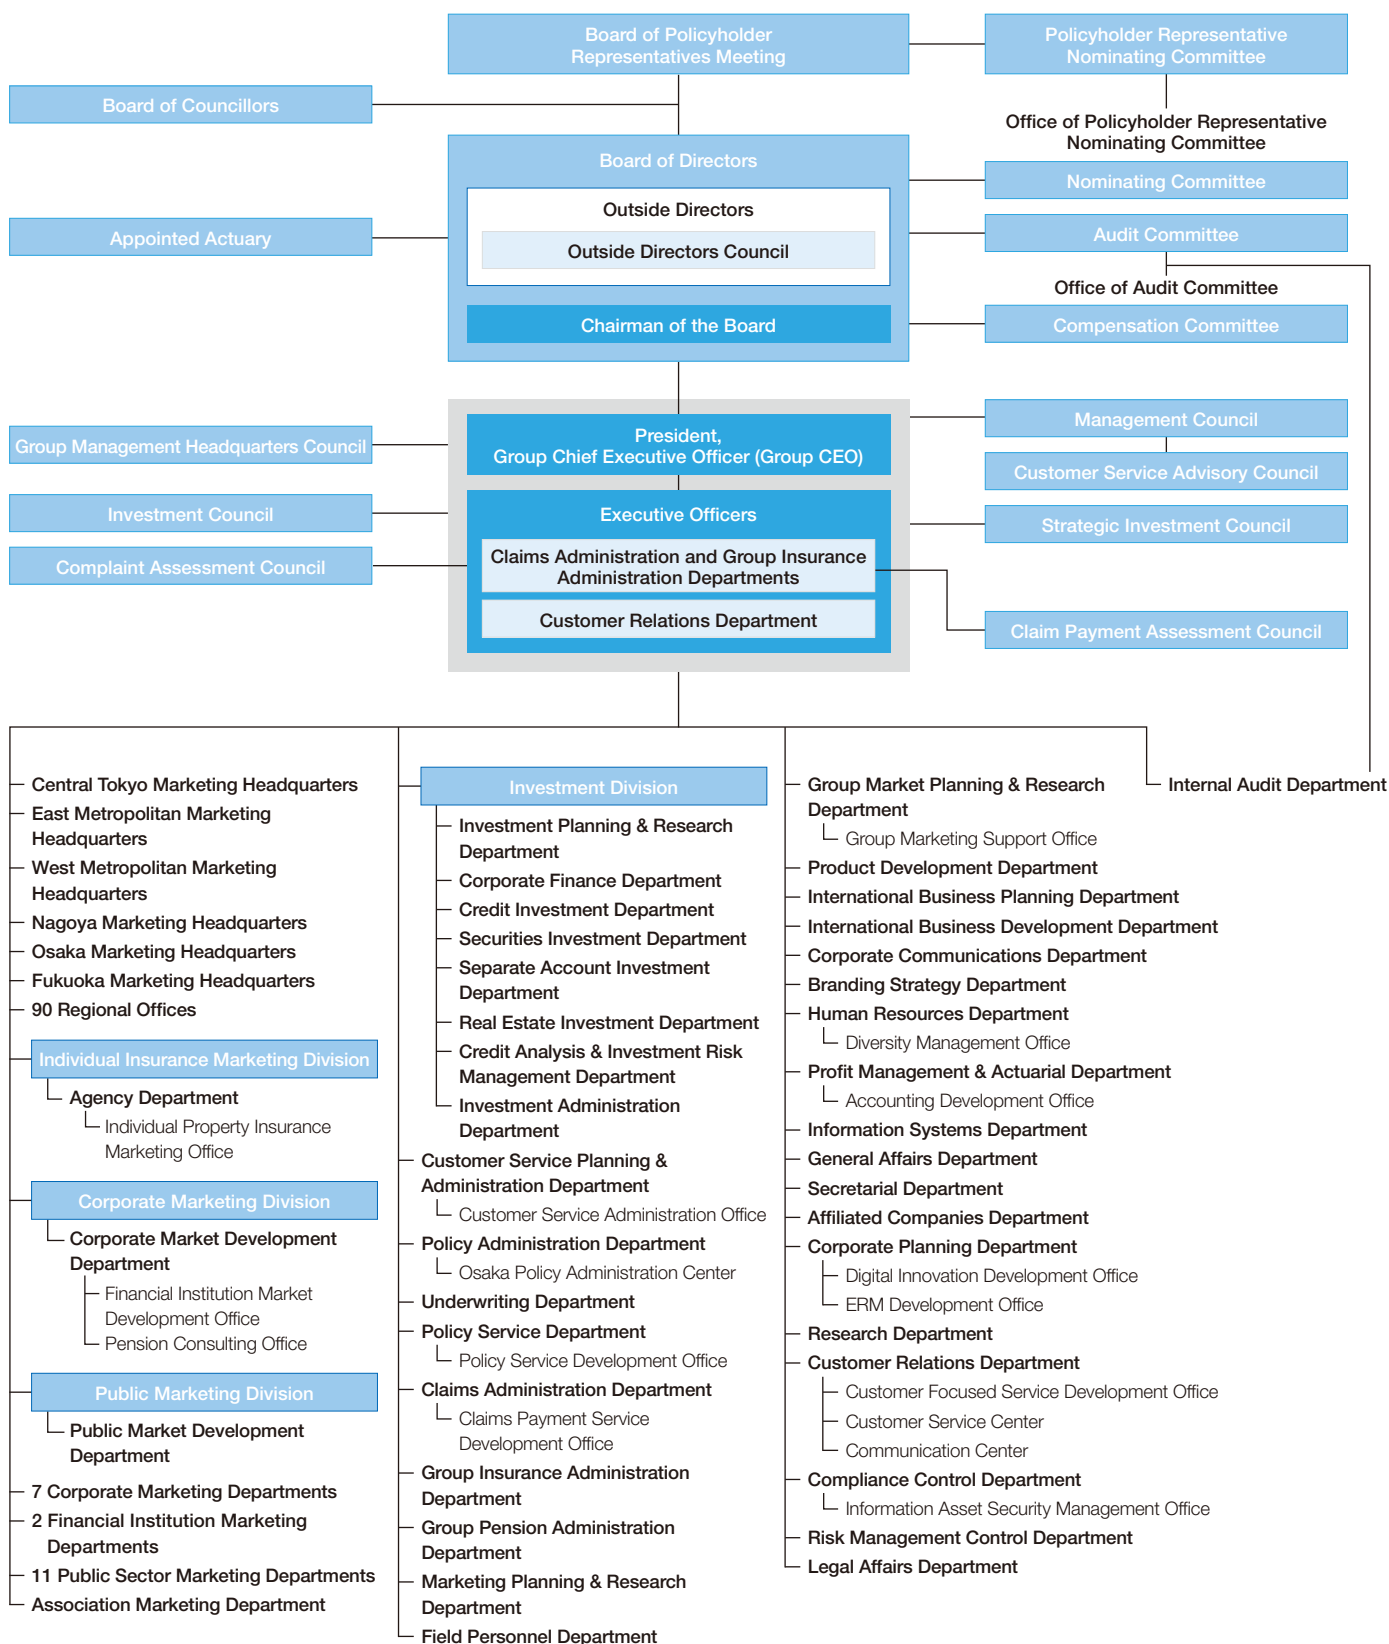 Board of Policyholder
Representatives Meeting
Policyholder Representative
Nominating Committee
Board of Councillors
Office of Policyholder Representative
Nominating Committee
Board of Directors
Nominating Committee
Outside Directors
Outside Directors Council
Appointed Actuary
Audit Committee
Office of Audit Committee
Chairman of the Board
Compensation Committee
Group Management Headquarters Council
President,
Group Chief Executive Officer (Group CEO)
Management Council
Customer Service Advisory Council
Investment Council
Executive Officers
Strategic Investment Council
Complaint Assessment Council
Claims Administration and Group Insurance
Administration Departments
Customer Relations Department
Claim Payment Assessment Council
Central Tokyo Marketing Headquarters
East Metropolitan Marketing
Headquarters
West Metropolitan Marketing
Headquarters
Nagoya Marketing Headquarters
Osaka Marketing Headquarters
Fukuoka Marketing Headquarters
90 Regional Offices
Individual Insurance Marketing Division
Agency Department
Individual Property Insurance
Marketing Office
Corporate Marketing Division
Corporate Market Development
Department
Financial Institution Market
Development Office
Pension Consulting Office
Public Marketing Division
Public Market Development
Department
7 Corporate Marketing Departments
2 Financial Institution Marketing
Departments
11 Public Sector Marketing Departments
Association Marketing Department
Investment Division
Investment Planning & Research
Department
Corporate Finance Department
Credit Investment Department
Securities Investment Department
Separate Account Investment
Department
Real Estate Investment Department
Credit Analysis & Investment Risk
Management Department
Investment Administration
Department
Customer Service Planning &
Administration Department
Customer Service Administration Office
Policy Administration Department
Osaka Policy Administration Center
Underwriting Department
Policy Service Department
Policy Service Development Office
Claims Administration Department
Claims Payment Service
Development Office
Group Insurance Administration
Department
Group Pension Administration
Department
Marketing Planning & Research
Department
Field Personnel Department
Group Market Planning & Research
Department
Group Marketing Support Office
Product Development Department
International Business Planning Department
International Business Development Department
Corporate Communications Department
Branding Strategy Department
Human Resources Department
Diversity Management Office
Profit Management & Actuarial Department
Accounting Development Office
Information Systems Department
General Affairs Department
Secretarial Department
Affiliated Companies Department
Corporate Planning Department
Digital Innovation Development Office
ERM Development Office
Research Department
Customer Relations Department
Customer Focused Service Development Office
Customer Service Center
Communication Center
Compliance Control Department
Information Asset Security Management Office
Risk Management Control Department
Legal Affairs Department
Internal Audit Department